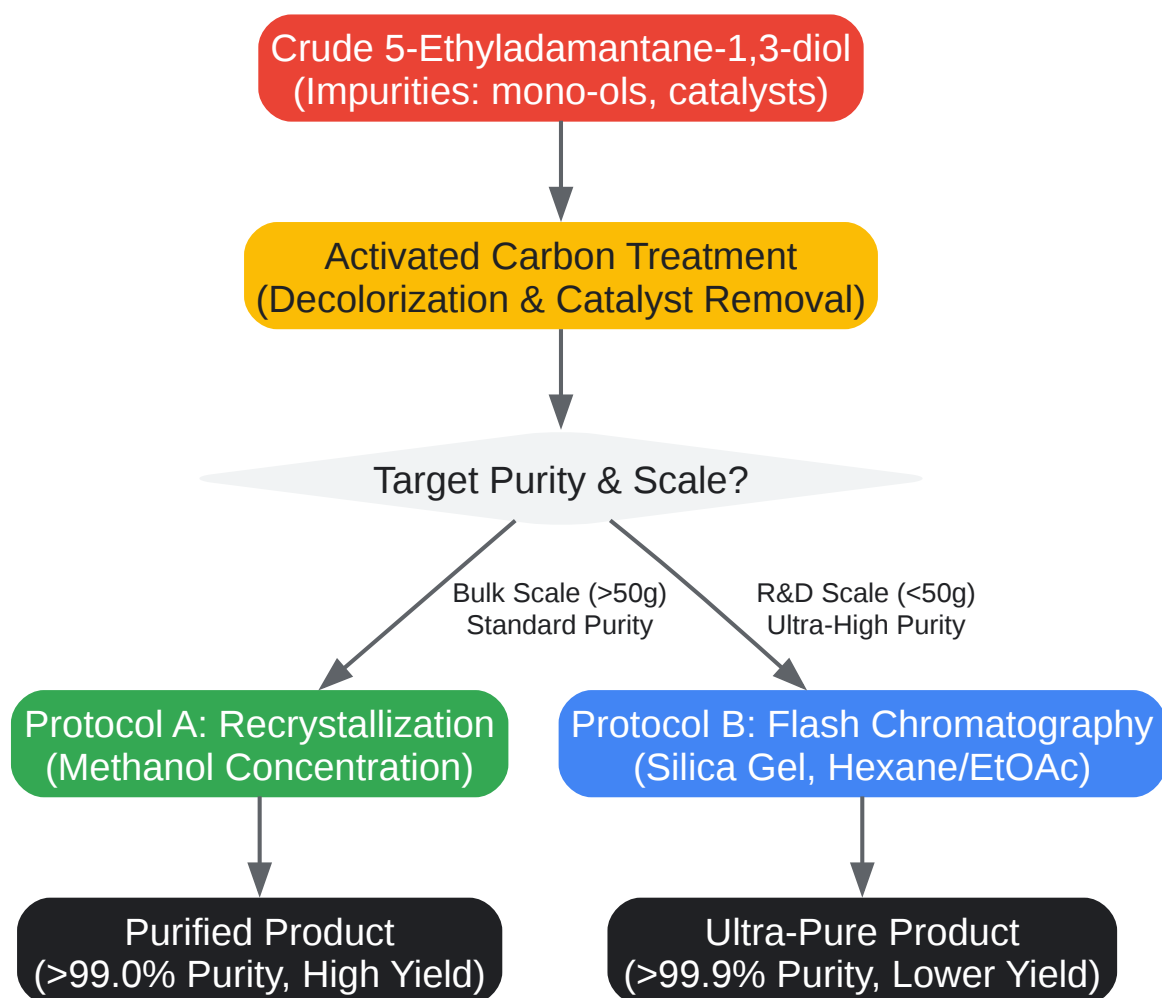 Crude 5-Ethyladamantane-1,3-diol
(Impurities: mono-ols, catalysts)
Activated Carbon Treatment
(Decolorization & Catalyst Removal)
Target Purity & Scale?
Bulk Scale (>50g)
Standard Purity
R&D Scale (<50g)
Ultra-High Purity
Protocol A: Recrystallization
(Methanol Concentration)
Protocol B: Flash Chromatography
(Silica Gel, Hexane/EtOAc)
Purified Product
(>99.0% Purity, High Yield)
Ultra-Pure Product
(>99.9% Purity, Lower Yield)